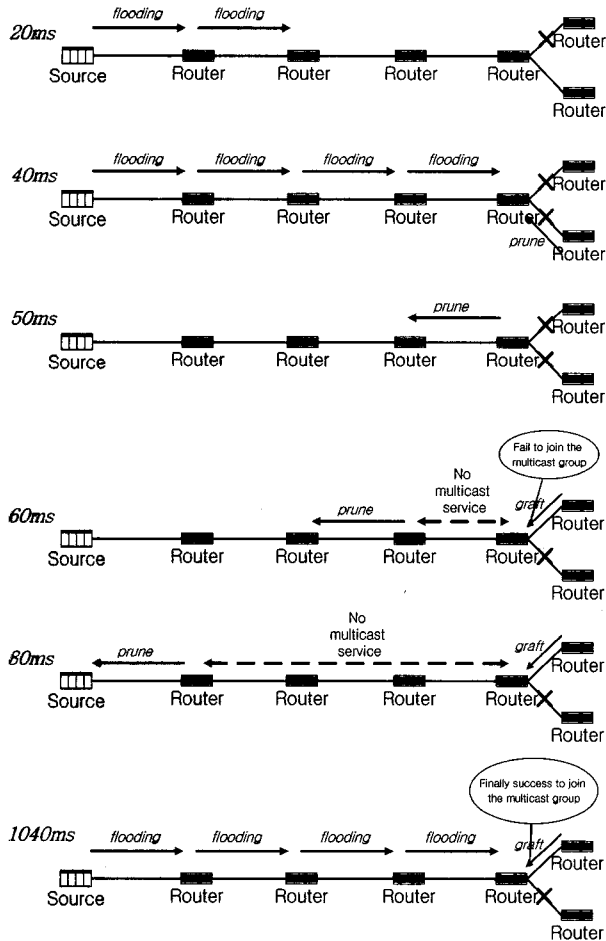 flooding flooding
20ms
Router
Source Router Router Router Router
Router
flooding flooding flooding flooding
40ms
Router
Source Router Router Router Router
prune
Router
50ms
prune
Router
Source Router Router Router Router
Router
Fail to join the
multicast group
No
multicast
service
60ms
prune
graft
Router
Source Router Router Router Router
Router
No
multicast
service
80ms
prune
graft
Router
Source Router Router Router Router
Router
Finally success to join
the multicast group
1040ms
flooding flooding flooding flooding
graft
Router
Source Router Router Router Router
Router